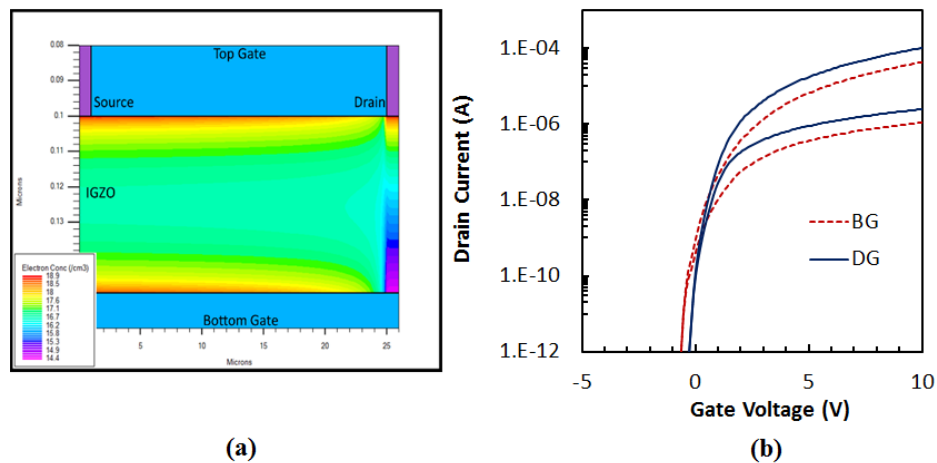 0.08
0.09
0.1
0.11
0.12
0.13
Microns
Top Gate
Source
Drain
IGZO
Bottom Gate
Electron Conc (/cm3)
18.9
18.5
18
17.6
17.1
16.7
16.2
15.8
15.3
14.9
14.4
5
10
15
20
25
Microns
(a)
Drain Current (A)
1.E-04
1.E-06
1.E-08
1.E-10
1.E-12
BG
DG
-5
0
5
10
Gate Voltage (V)
(b)